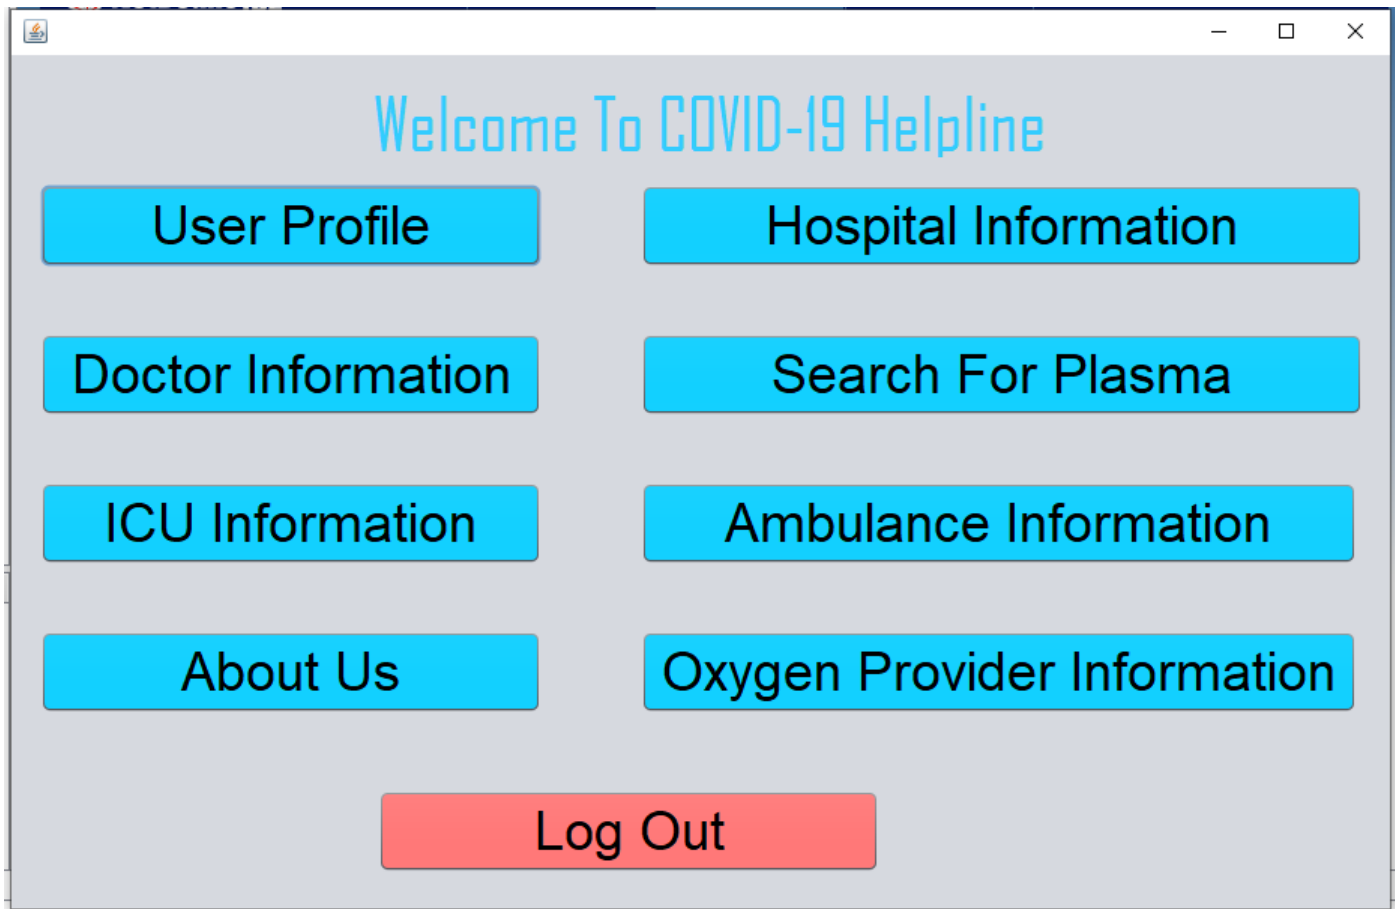 Welcome To COVID-19 Helpline
User Profile
Hospital Information
Doctor Information
Search For Plasma
ICU Information
Ambulance Information
About Us
Oxygen Provider Information
Log Out